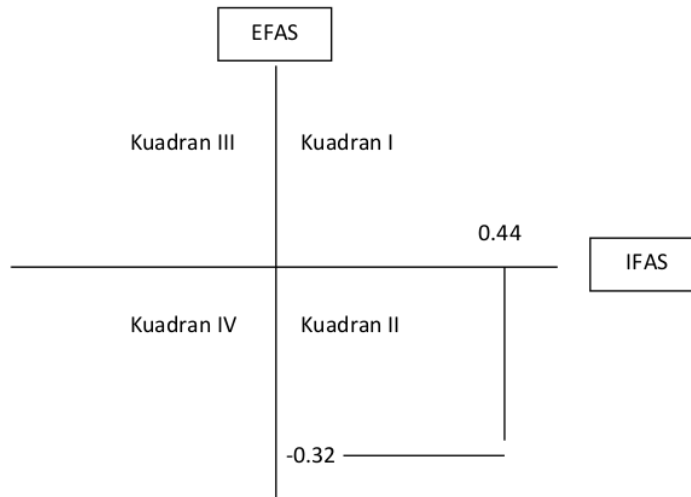 EFAS
Kuadran III
Kuadran I
0.44
IFAS
Kuadran IV
Kuadran II
-0.32